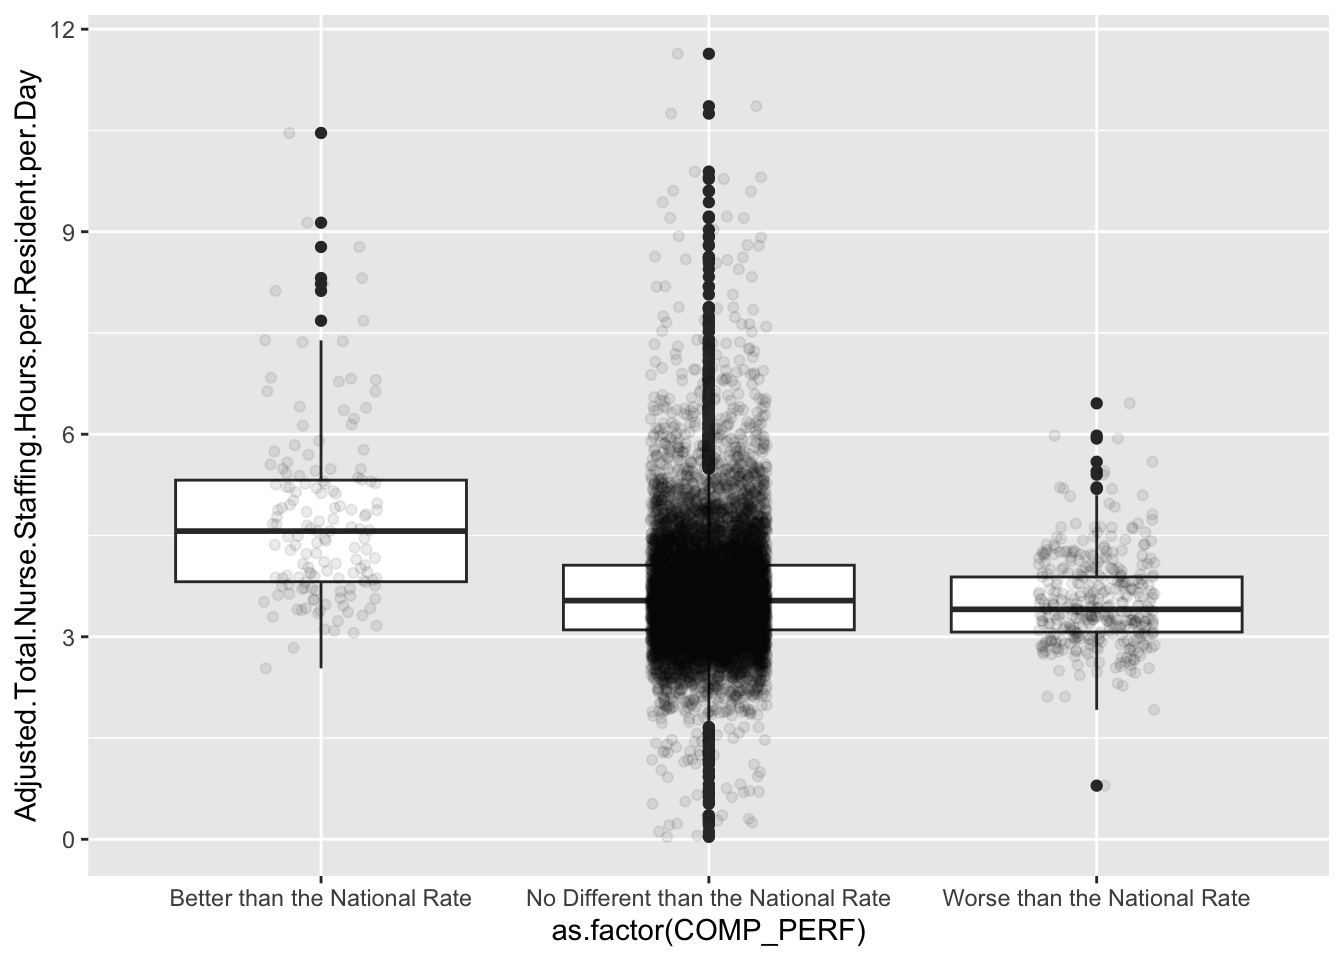 Adjusted.Total.Nurse.Staffing.Hours.per.Resident.per.Day
12
9
6
3
0
Better than the National Rate
No Different than the National Rate
Worse than the National Rate
as.factor(COMP_PERF)